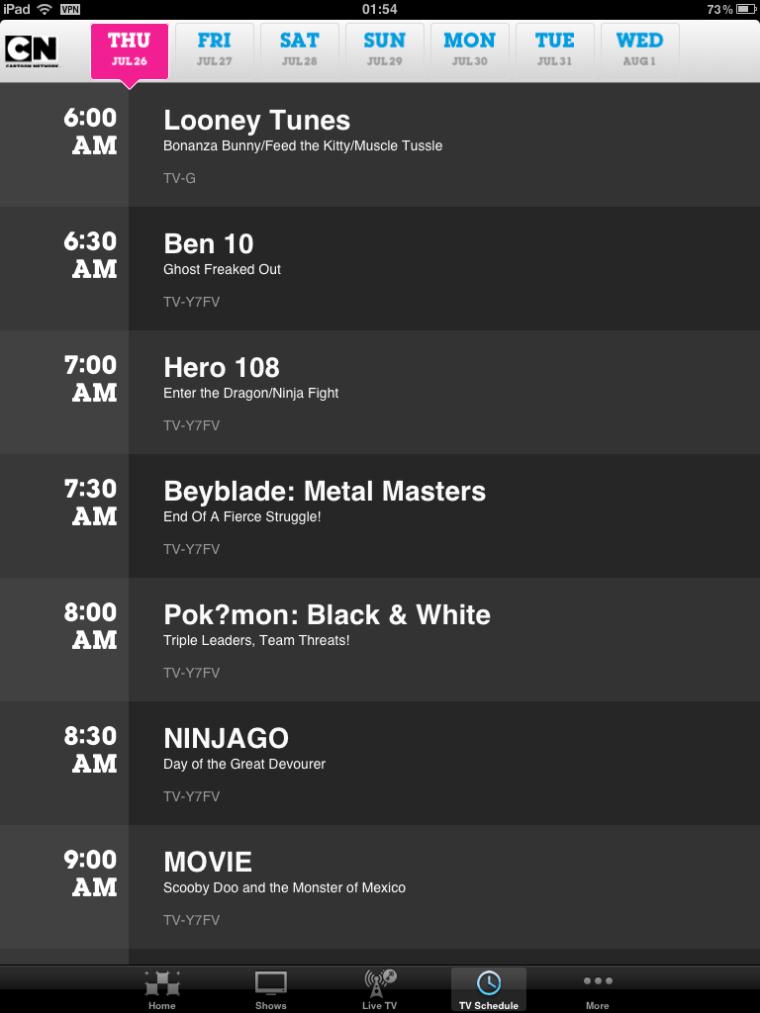 iPad VPN 01:54 73%
CN
CARTOON NETWORK
THU FRI SAT SUN MON TUE WED
JUL 26 JUL 27 JUL 28 JUL 29 JUL 30 JUL 31 AUG 1
6:00 AM
Looney Tunes
Bonanza Bunny/Feed the Kitty/Muscle Tussle
TV-G
6:30 AM
Ben 10
Ghost Freaked Out
TV-Y7FV
7:00 AM
Hero 108
Enter the Dragon/Ninja Fight
TV-Y7FV
7:30 AM
Beyblade: Metal Masters
End Of A Fierce Struggle!
TV-Y7FV
8:00 AM
Pok?mon: Black & White
Triple Leaders, Team Threats!
TV-Y7FV
8:30 AM
NINJAGO
Day of the Great Devourer
TV-Y7FV
9:00 AM
MOVIE
Scooby Doo and the Monster of Mexico
TV-Y7FV
Home Shows Live TV TV Schedule More